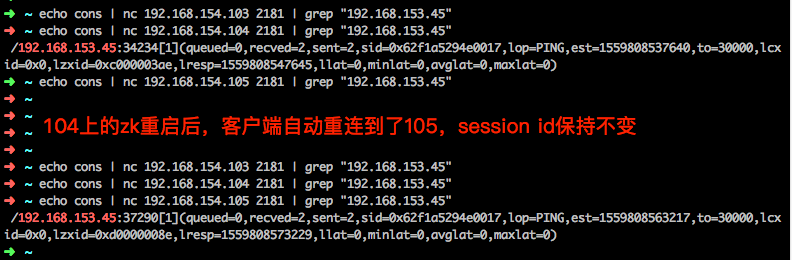 ➜ ~ echo cons | nc 192.168.154.103 2181 | grep "192.168.153.45"
➜ ~ echo cons | nc 192.168.154.104 2181 | grep "192.168.153.45"
/192.168.153.45:34234[1](queued=0,recved=2,sent=2,sid=0x62f1a5294e0017,lop=PING,est=1559808537640,to=30000,lcx
id=0x0,lzxid=0xc000003ae,lresp=1559808547645,llat=0,minlat=0,avglat=0,maxlat=0)
➜ ~ echo cons | nc 192.168.154.105 2181 | grep "192.168.153.45"
➜ ~
➜ ~
104上的zk重启后，客户端自动重连到了105，session id保持不变
➜ ~
➜ ~
➜ ~ echo cons | nc 192.168.154.103 2181 | grep "192.168.153.45"
➜ ~ echo cons | nc 192.168.154.104 2181 | grep "192.168.153.45"
➜ ~ echo cons | nc 192.168.154.105 2181 | grep "192.168.153.45"
/192.168.153.45:37290[1](queued=0,recved=2,sent=2,sid=0x62f1a5294e0017,lop=PING,est=1559808563217,to=30000,lcx
id=0x0,lzxid=0xd0000008e,lresp=1559808573229,llat=0,minlat=0,avglat=0,maxlat=0)
➜ ~